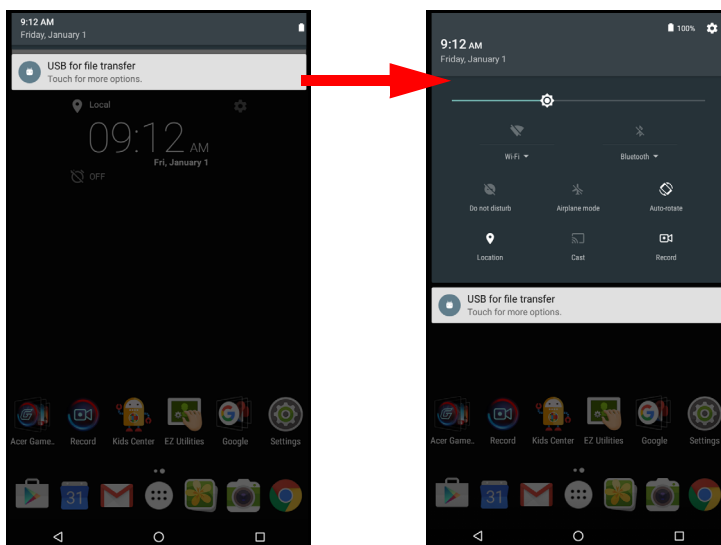 9:12 AM
Friday, January 1
USB for file transfer
Touch for more options.
Local
09:12 AM
Fri, January 1
OFF
Acer Game..
Record
Kids Center
EZ Utilities
Google
Settings
31
100%
9:12 AM
Friday, January 1
Wi-Fi
Bluetooth
Do not disturb
Airplane mode
Auto-rotate
Location
Cast
Record
USB for file transfer
Touch for more options.
Acer Game..
Record
Kids Center
EZ Utilities
Google
Settings
31